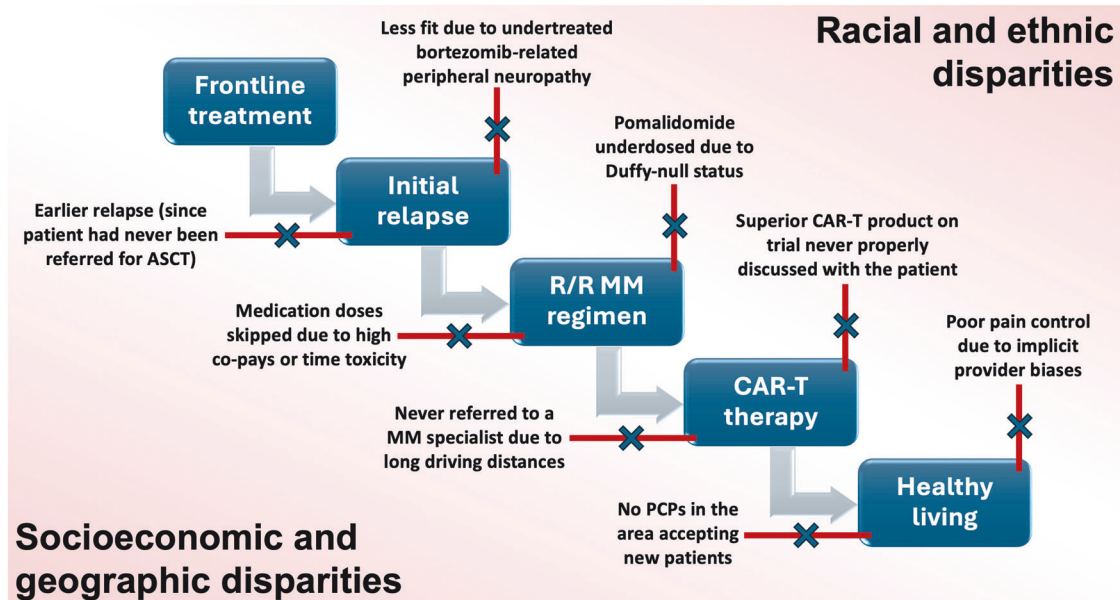 Racial and ethnic
disparities
Less fit due to undertreated
bortezomib-related
peripheral neuropathy
Frontline
treatment
Pomalidomide
underdosed due to
Duffy-null status
Initial
relapse
Earlier relapse (since
patient had never been
referred for ASCT)
Superior CAR-T product on
trial never properly
discussed with the patient
R/R MM
regimen
Medication doses
skipped due to high
co-pays or time toxicity
Poor pain control
due to implicit
provider biases
CAR-T
therapy
Never referred to a
MM specialist due to
long driving distances
Healthy
living
No PCPs in the
area accepting
new patients
Socioeconomic and
geographic disparities